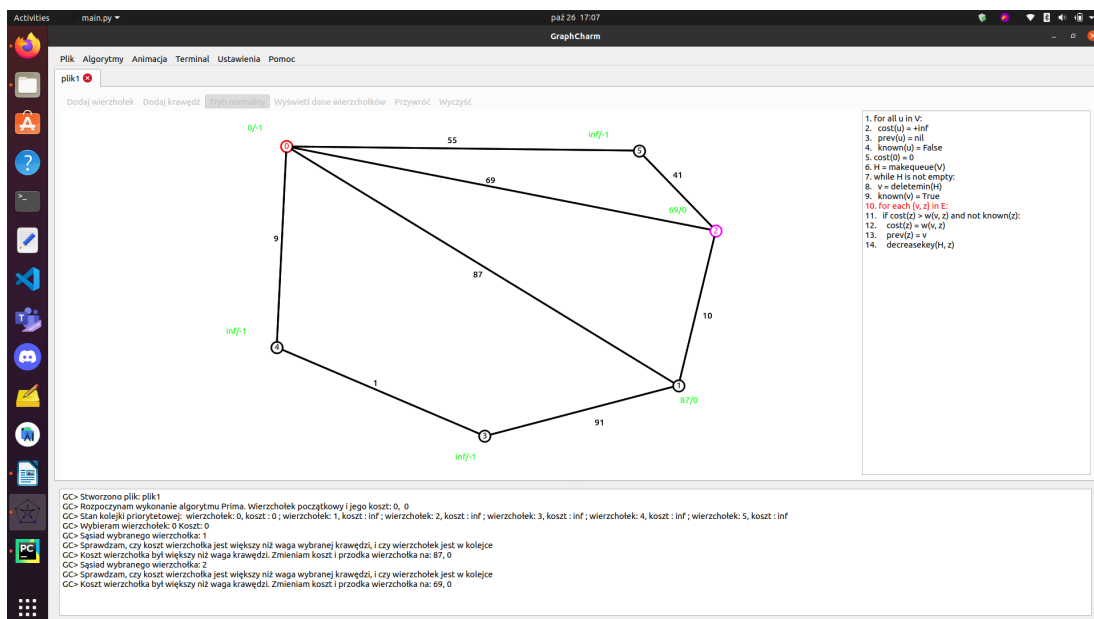 Activities
main.py
paź 26 17:07
GraphCharm
Plik Algorytmy Animacja Terminal Ustawienia Pomoc
plik1
Dodaj wierzchołek Dodaj krawędź Tryb normalny Wyświetl dane wierzchołków Przywróć Wyczyść
0/-1
0
55
inf/-1
5
41
69
69/0
2
9
87
10
inf/-1
4
1
1
87/0
91
3
inf/-1
1. for all u in V:
2. cost(u) = +inf
3. prev(u) = nil
4. known(u) = False
5. cost(0) = 0
6. H = makequeue(V)
7. while H is not empty:
8. v = deletemin(H)
9. known(v) = True
10. for each {v, z} in E:
11. if cost(z) > w(v, z) and not known(z):
12. cost(z) = w(v, z)
13. prev(z) = v
14. decreasekey(H, z)
GC> Stworzono plik: plik1
GC> Rozpoczynam wykonanie algorytmu Prima. Wierzchołek początkowy i jego koszt: 0, 0
GC> Stan kolejki priorytetowej: wierzchołek: 0, koszt : 0 ; wierzchołek: 1, koszt : inf ; wierzchołek: 2, koszt : inf ; wierzchołek: 3, koszt : inf ; wierzchołek: 4, koszt : inf ; wierzchołek: 5, koszt : inf
GC> Wybieram wierzchołek: 0 Koszt: 0
GC> Sąsiad wybranego wierzchołka: 1
GC> Sprawdzam, czy koszt wierzchołka jest większy niż waga wybranej krawędzi, i czy wierzchołek jest w kolejce
GC> Koszt wierzchołka był większy niż waga krawędzi. Zmieniam koszt i przodka wierzchołka na: 87, 0
GC> Sąsiad wybranego wierzchołka: 2
GC> Sprawdzam, czy koszt wierzchołka jest większy niż waga wybranej krawędzi, i czy wierzchołek jest w kolejce
GC> Koszt wierzchołka był większy niż waga krawędzi. Zmieniam koszt i przodka wierzchołka na: 69, 0
PC